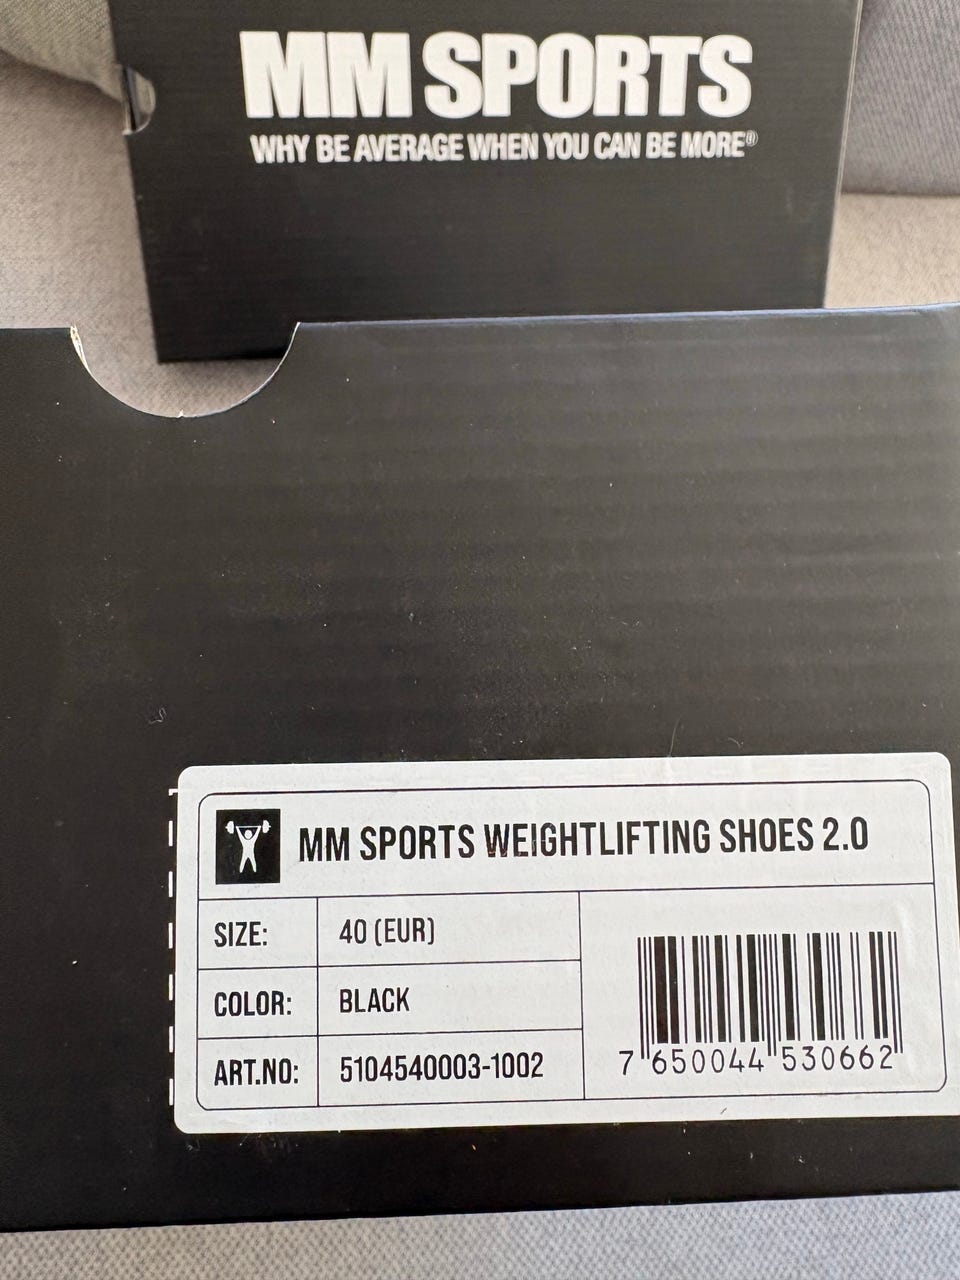 MM SPORTS
WHY BE AVERAGE WHEN YOU CAN BE MORE®
MM SPORTS WEIGHTLIFTING SHOES 2.0
SIZE: 40 (EUR)
COLOR: BLACK
ART.NO: 5104540003-1002
7 650044 530662